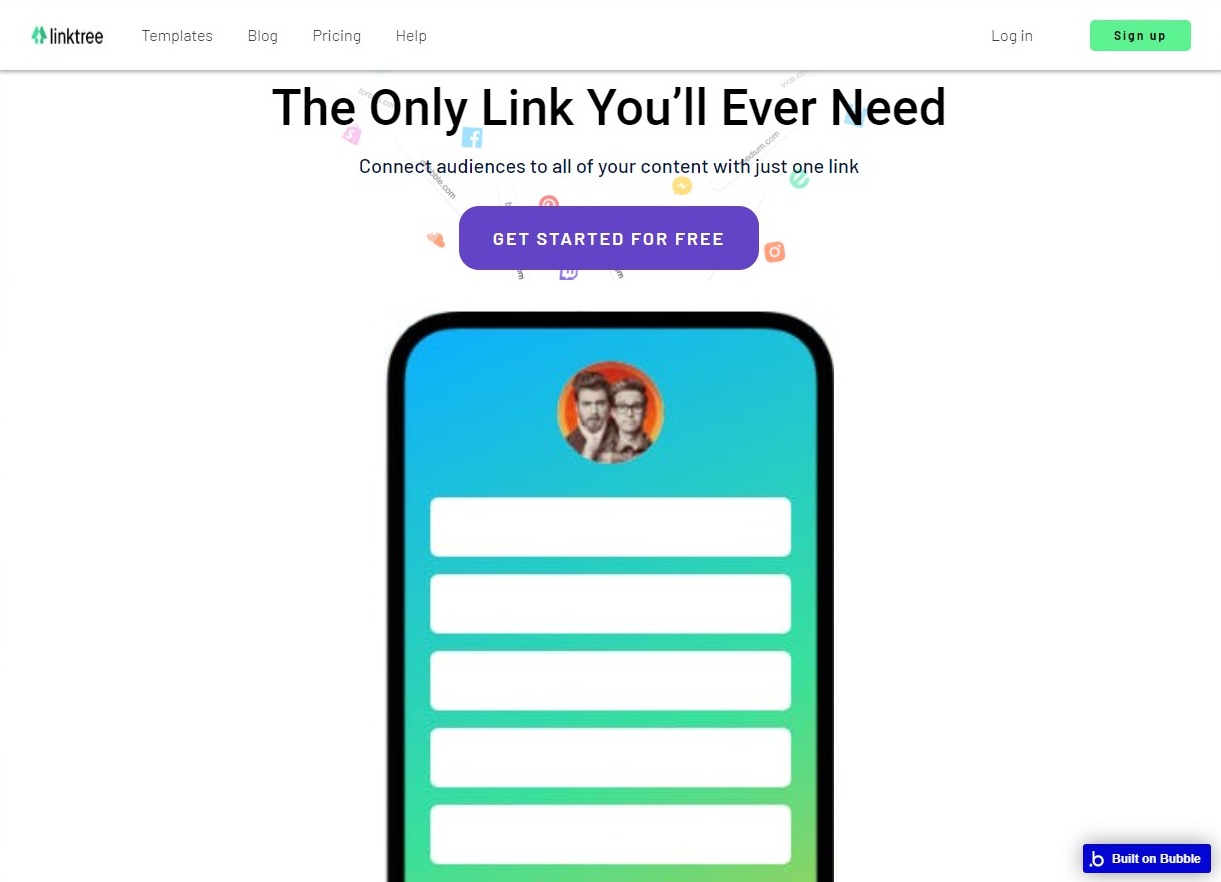 linktree
Templates
Blog
Pricing
Help
Log in
Sign up
The Only Link You’ll Ever Need
Connect audiences to all of your content with just one link
GET STARTED FOR FREE
Built on Bubble